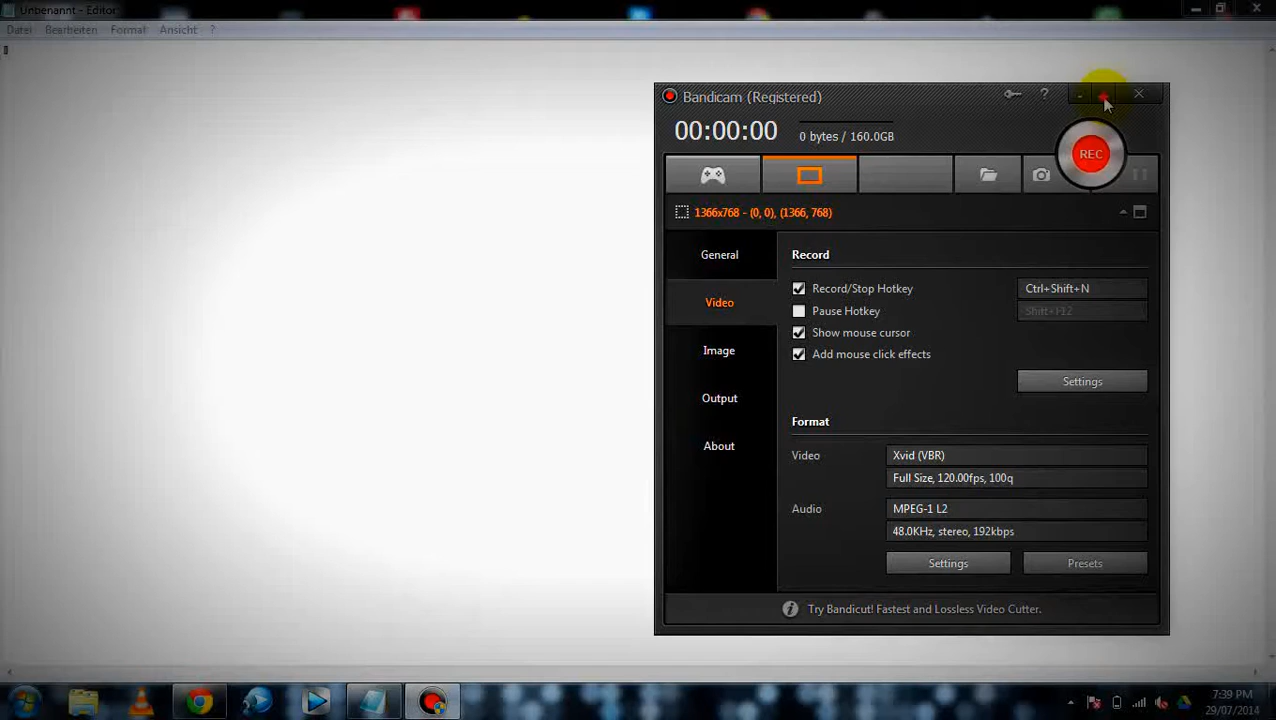 Unbenannt - Editor
Datei Bearbeiten Format Ansicht ?
Bandicam (Registered) ?
00:00:00 0 bytes / 160.0GB
REC
1366x768 - (0, 0), (1366, 768)
General
Video
Image
Output
About
Record
Record/Stop Hotkey Ctrl+Shift+N
Pause Hotkey Shift+F12
Show mouse cursor
Add mouse click effects
Settings
Format
Video Xvid (VBR)
Full Size, 120.00fps, 100q
Audio MPEG-1 L2
48.0KHz, stereo, 192kbps
Settings Presets
Try Bandicut! Fastest and Lossless Video Cutter.
7:39 PM
29/07/2014